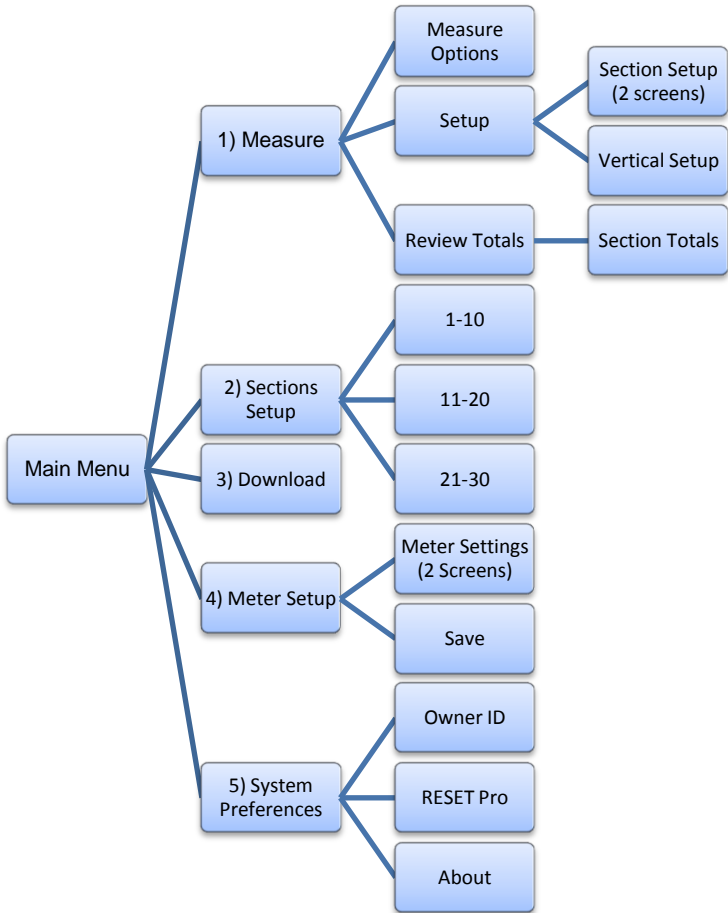 Main Menu
1) Measure
Measure
Options
Setup
Section Setup
(2 screens)
Vertical Setup
Review Totals
Section Totals
2) Sections
Setup
1-10
11-20
21-30
3) Download
4) Meter Setup
Meter Settings
(2 Screens)
Save
5) System
Preferences
Owner ID
RESET Pro
About